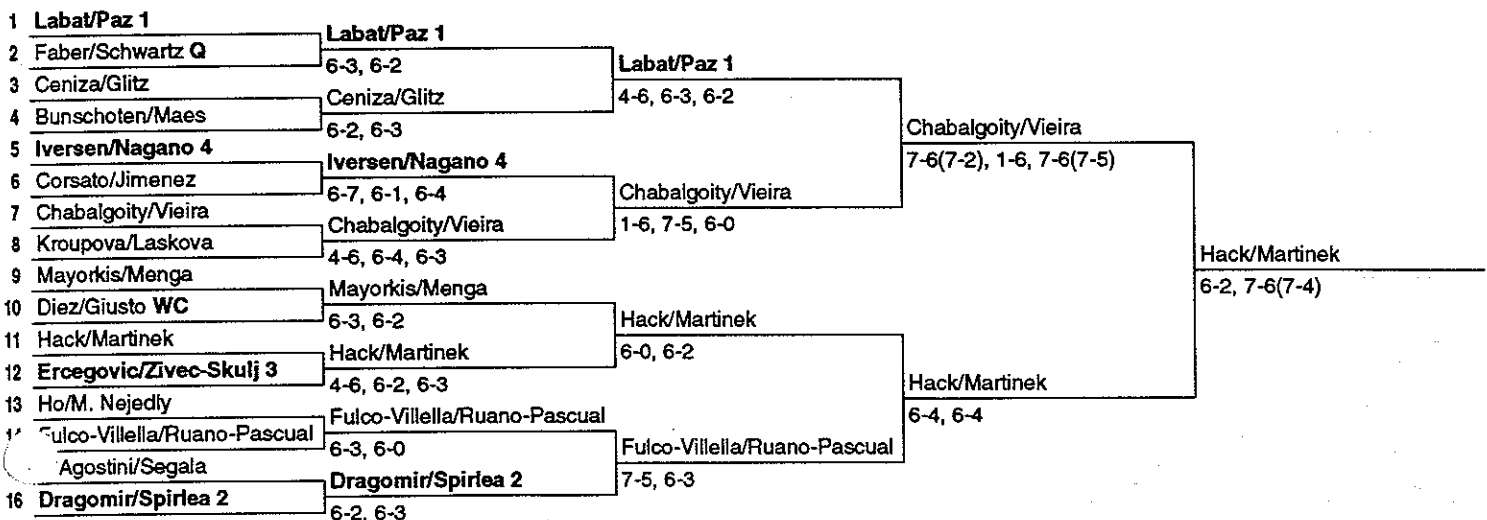 1 Labat/Paz 1
2 Faber/Schwartz Q
3 Ceniza/Glitz
4 Bunschoten/Maes
5 Iversen/Nagano 4
6 Corsato/Jimenez
7 Chabalgoity/Vieira
8 Kroupova/Laskova
9 Mayorkis/Menga
10 Diez/Giusto WC
11 Hack/Martinek
12 Ercegovic/Zivec-Skulj 3
13 Ho/M. Nejedly
Fulco-Villella/Ruano-Pascual
Agostini/Segala
16 Dragomir/Spirlea 2
Labat/Paz 1
6-3, 6-2
Ceniza/Glitz
6-2, 6-3
Iversen/Nagano 4
6-7, 6-1, 6-4
Chabalgoity/Vieira
4-6, 6-4, 6-3
Mayorkis/Menga
6-3, 6-2
Hack/Martinek
4-6, 6-2, 6-3
Fulco-Villella/Ruano-Pascual
6-3, 6-0
Dragomir/Spirlea 2
6-2, 6-3
Labat/Paz 1
4-6, 6-3, 6-2
Chabalgoity/Vieira
1-6, 7-5, 6-0
Hack/Martinek
6-0, 6-2
Fulco-Villella/Ruano-Pascual
7-5, 6-3
Chabalgoity/Vieira
7-6(7-2), 1-6, 7-6(7-5)
Hack/Martinek
6-4, 6-4
Hack/Martinek
6-2, 7-6(7-4)